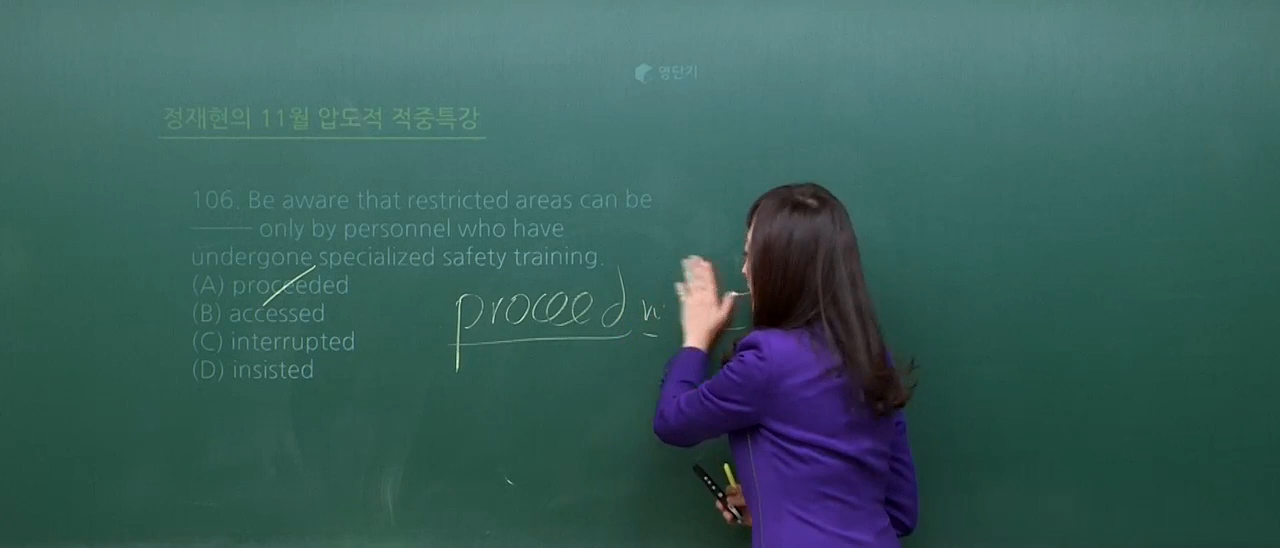 영단기
정재현의 11월 압도적 적중특강
106. Be aware that restricted areas can be
______ only by personnel who have
undergone specialized safety training.
(A) proceeded
(B) accessed
(C) interrupted
(D) insisted
proceed